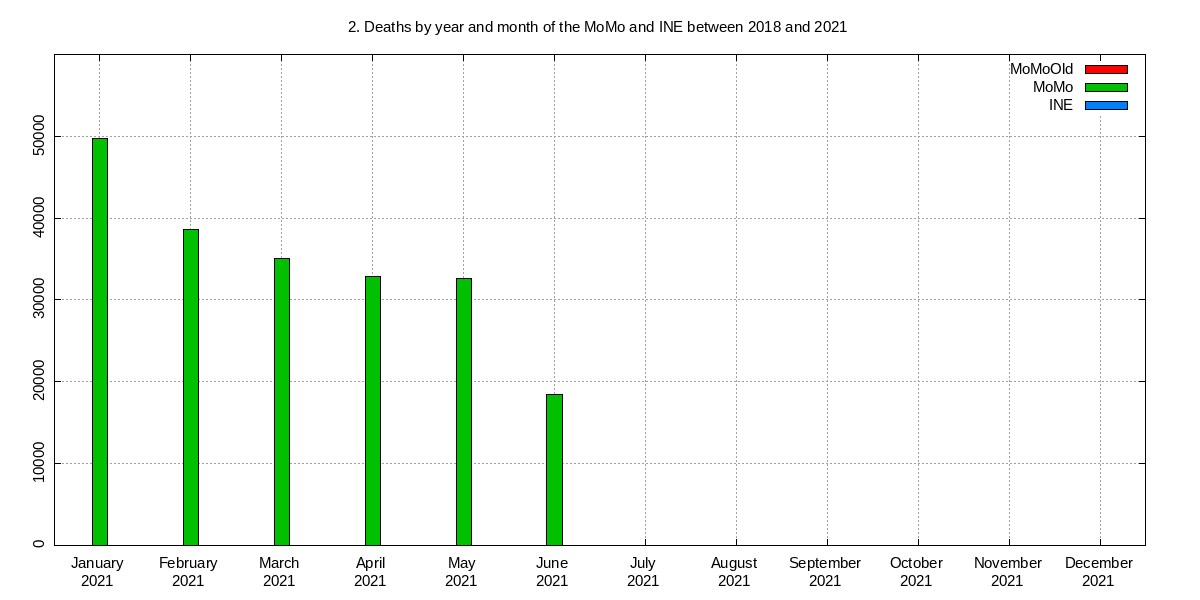 2. Deaths by year and month of the MoMo and INE between 2018 and 2021
MoMoOld
MoMo
INE
50000
40000
30000
20000
10000
0
January February March April May June July August September October November December
2021 2021 2021 2021 2021 2021 2021 2021 2021 2021 2021 2021